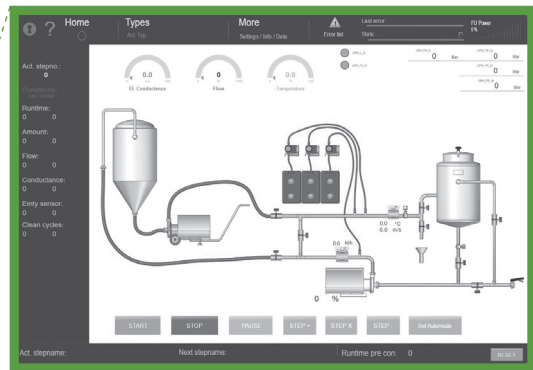 ? Home Types More Last error: FU Power
Act. Typ. Settings / Info / Data Error list State: 0%
Act. stepno.:
0
Conditions:
Runtime:
0 0
Amount:
0 0
Flow:
0 0
Conductance:
0 0
Emty sensor:
0 0
Clean cycles:
0 0
0.0 0 0.0
El. Conductance Flow Temperature
0 Bar 0 Bar
0 Bar
0 Bar
0.0 °C
0.0 m/s
0.0 hl/h
0 %
START STOP PAUSE STEP + STEP X STEP - Set Automode
Act. stepname: Next stepname: Runtime pre con: 0 RESET